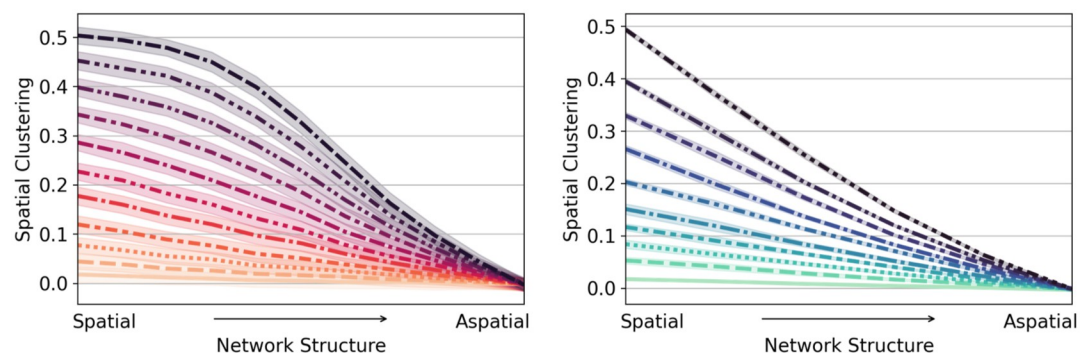 0.5
0.4
0.3
0.2
0.1
0.0
Spatial Clustering
Spatial
Aspatial
Network Structure
0.5
0.4
0.3
0.2
0.1
0.0
Spatial Clustering
Spatial
Aspatial
Network Structure